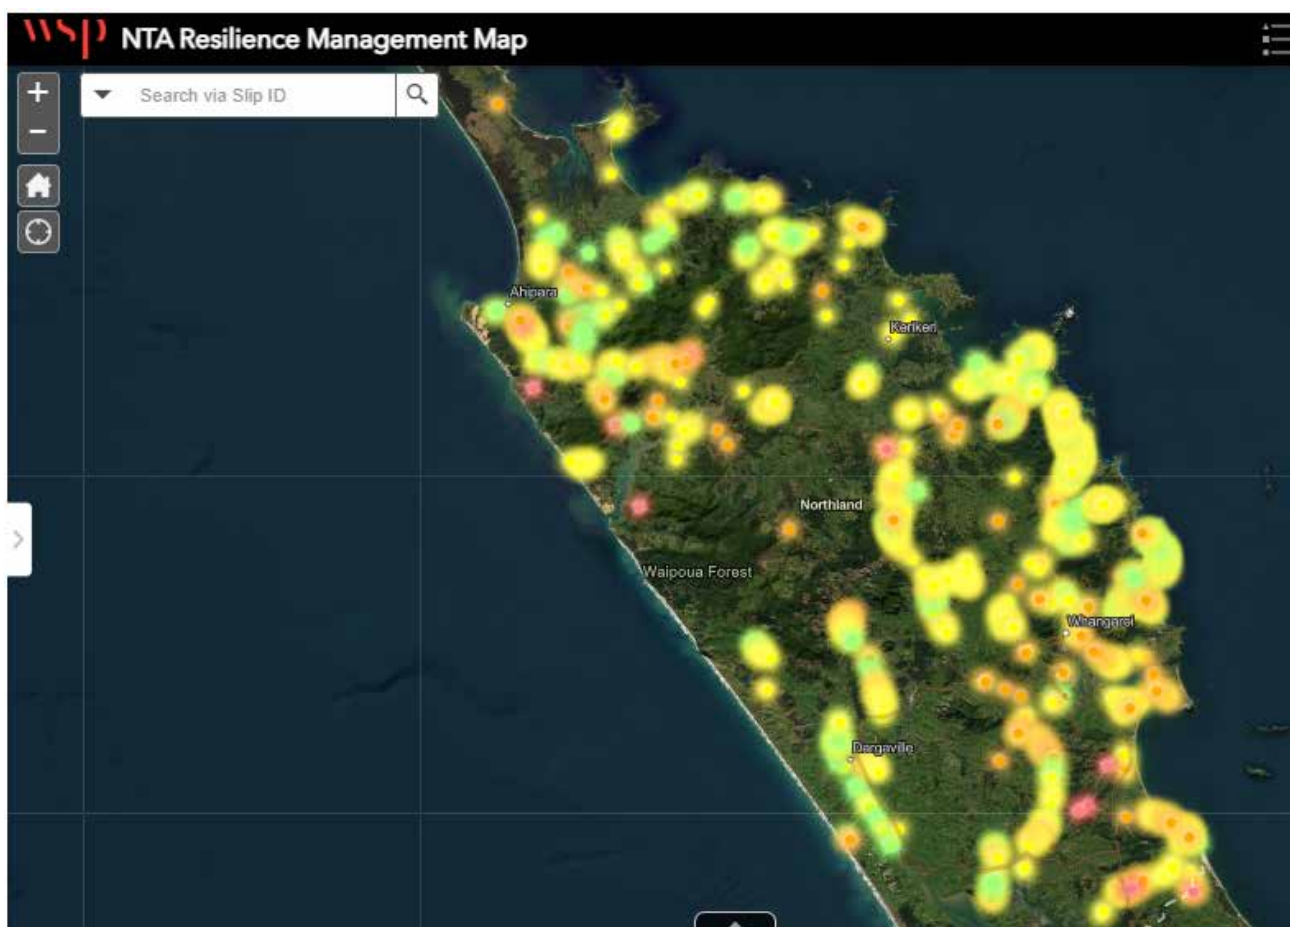 wsp NTA Resilience Management Map
+
Search via Slip ID
−
Ahipara
Kerikeri
Northland
Waipoua Forest
Whangarei
Dargaville